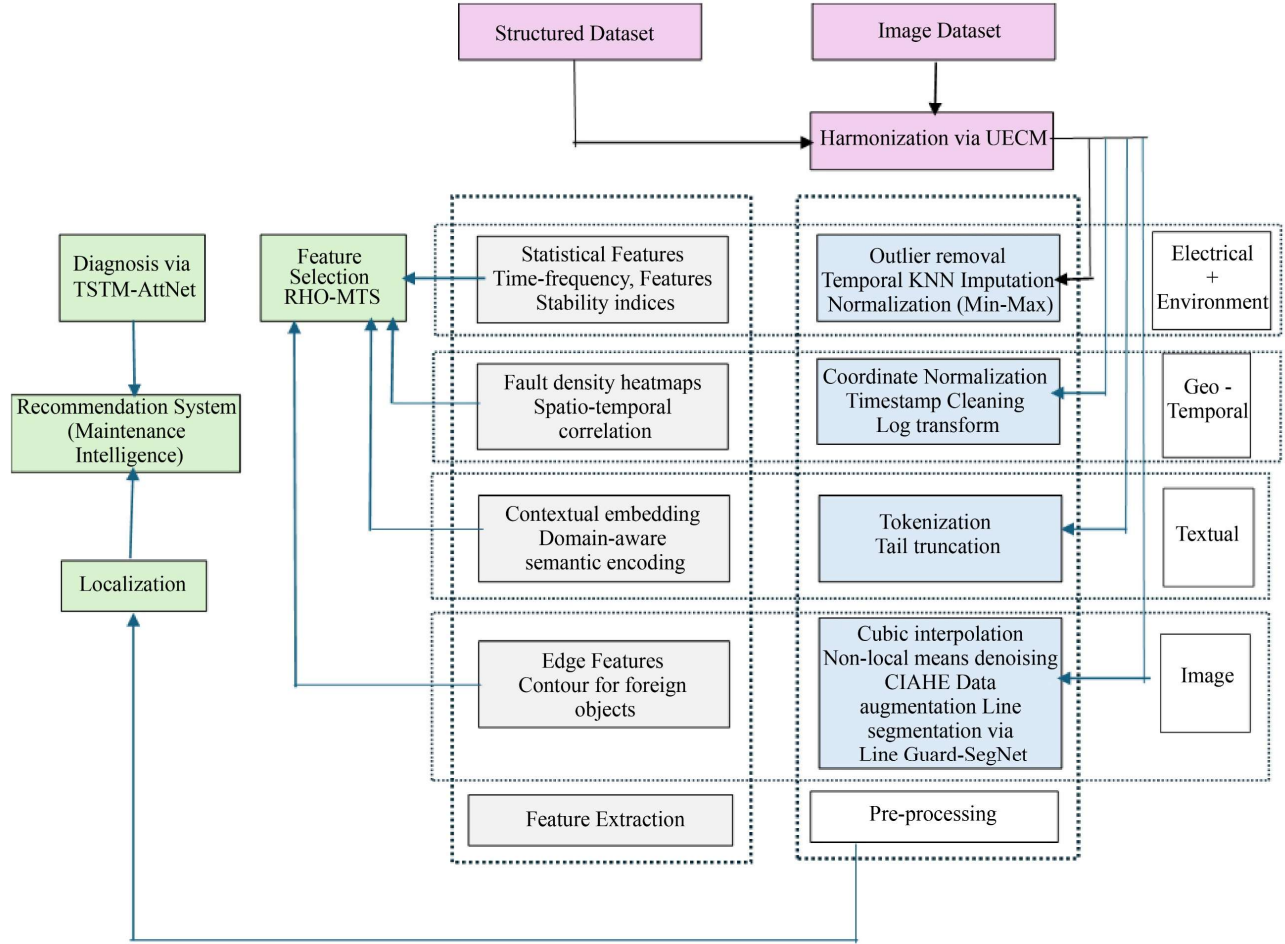 Structured Dataset
Image Dataset
Harmonization via UECM
Diagnosis via
TSTM-AttNet
Feature
Selection
RHO-MTS
Statistical Features
Time-frequency, Features
Stability indices
Outlier removal
Temporal KNN Imputation
Normalization (Min-Max)
Electrical
+
Environment
Recommendation System
(Maintenance
Intelligence)
Fault density heatmaps
Spatio-temporal
correlation
Coordinate Normalization
Timestamp Cleaning
Log transform
Geo -
Temporal
Localization
Contextual embedding
Domain-aware
semantic encoding
Tokenization
Tail truncation
Textual
Edge Features
Contour for foreign
objects
Cubic interpolation
Non-local means denoising
CIAHE Data
augmentation Line
segmentation via
Line Guard-SegNet
Image
Feature Extraction
Pre-processing